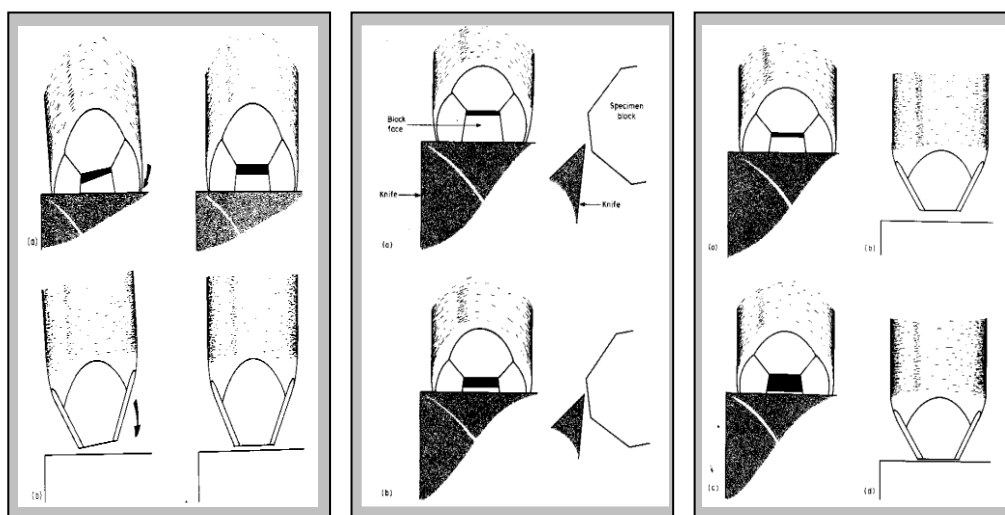 (a)
(b)
Block
face
Specimen
block
Knife
Knife
(a)
(b)
(a)
(b)
(c)
(d)